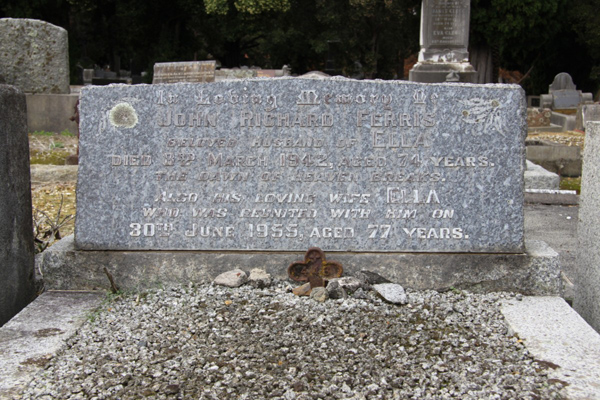 In Loving Memory Of
JOHN RICHARD FERRIS
BELOVED HUSBAND OF ELLA
DIED 8TH MARCH 1942, AGED 74 YEARS.
THE DAWN OF HEAVEN BREAKS.
ALSO HIS LOVING WIFE ELLA
WHO WAS REUNITED WITH HIM ON
30TH JUNE 1955, AGED 77 YEARS.